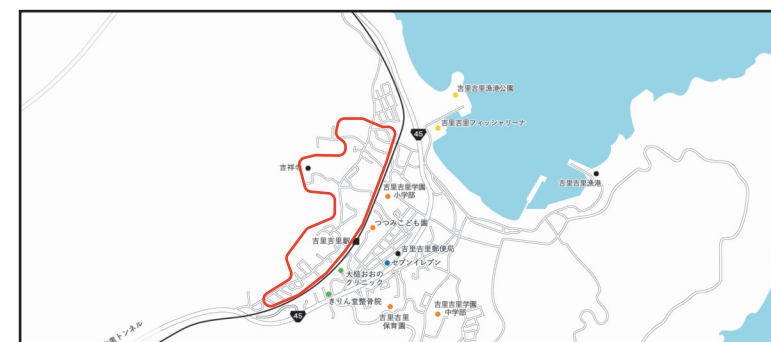 吉里吉里漁港公園
45
吉里吉里フィッシャリーナ
吉祥寺
吉里吉里漁港
吉里吉里学園
小学部
つつみこども園
吉里吉里駅
吉里吉里郵便局
セブンイレブン
大槌おおの
クリニック
きりん堂整骨院
45
吉里吉里
保育園
吉里吉里学園
中学部
里トンネル